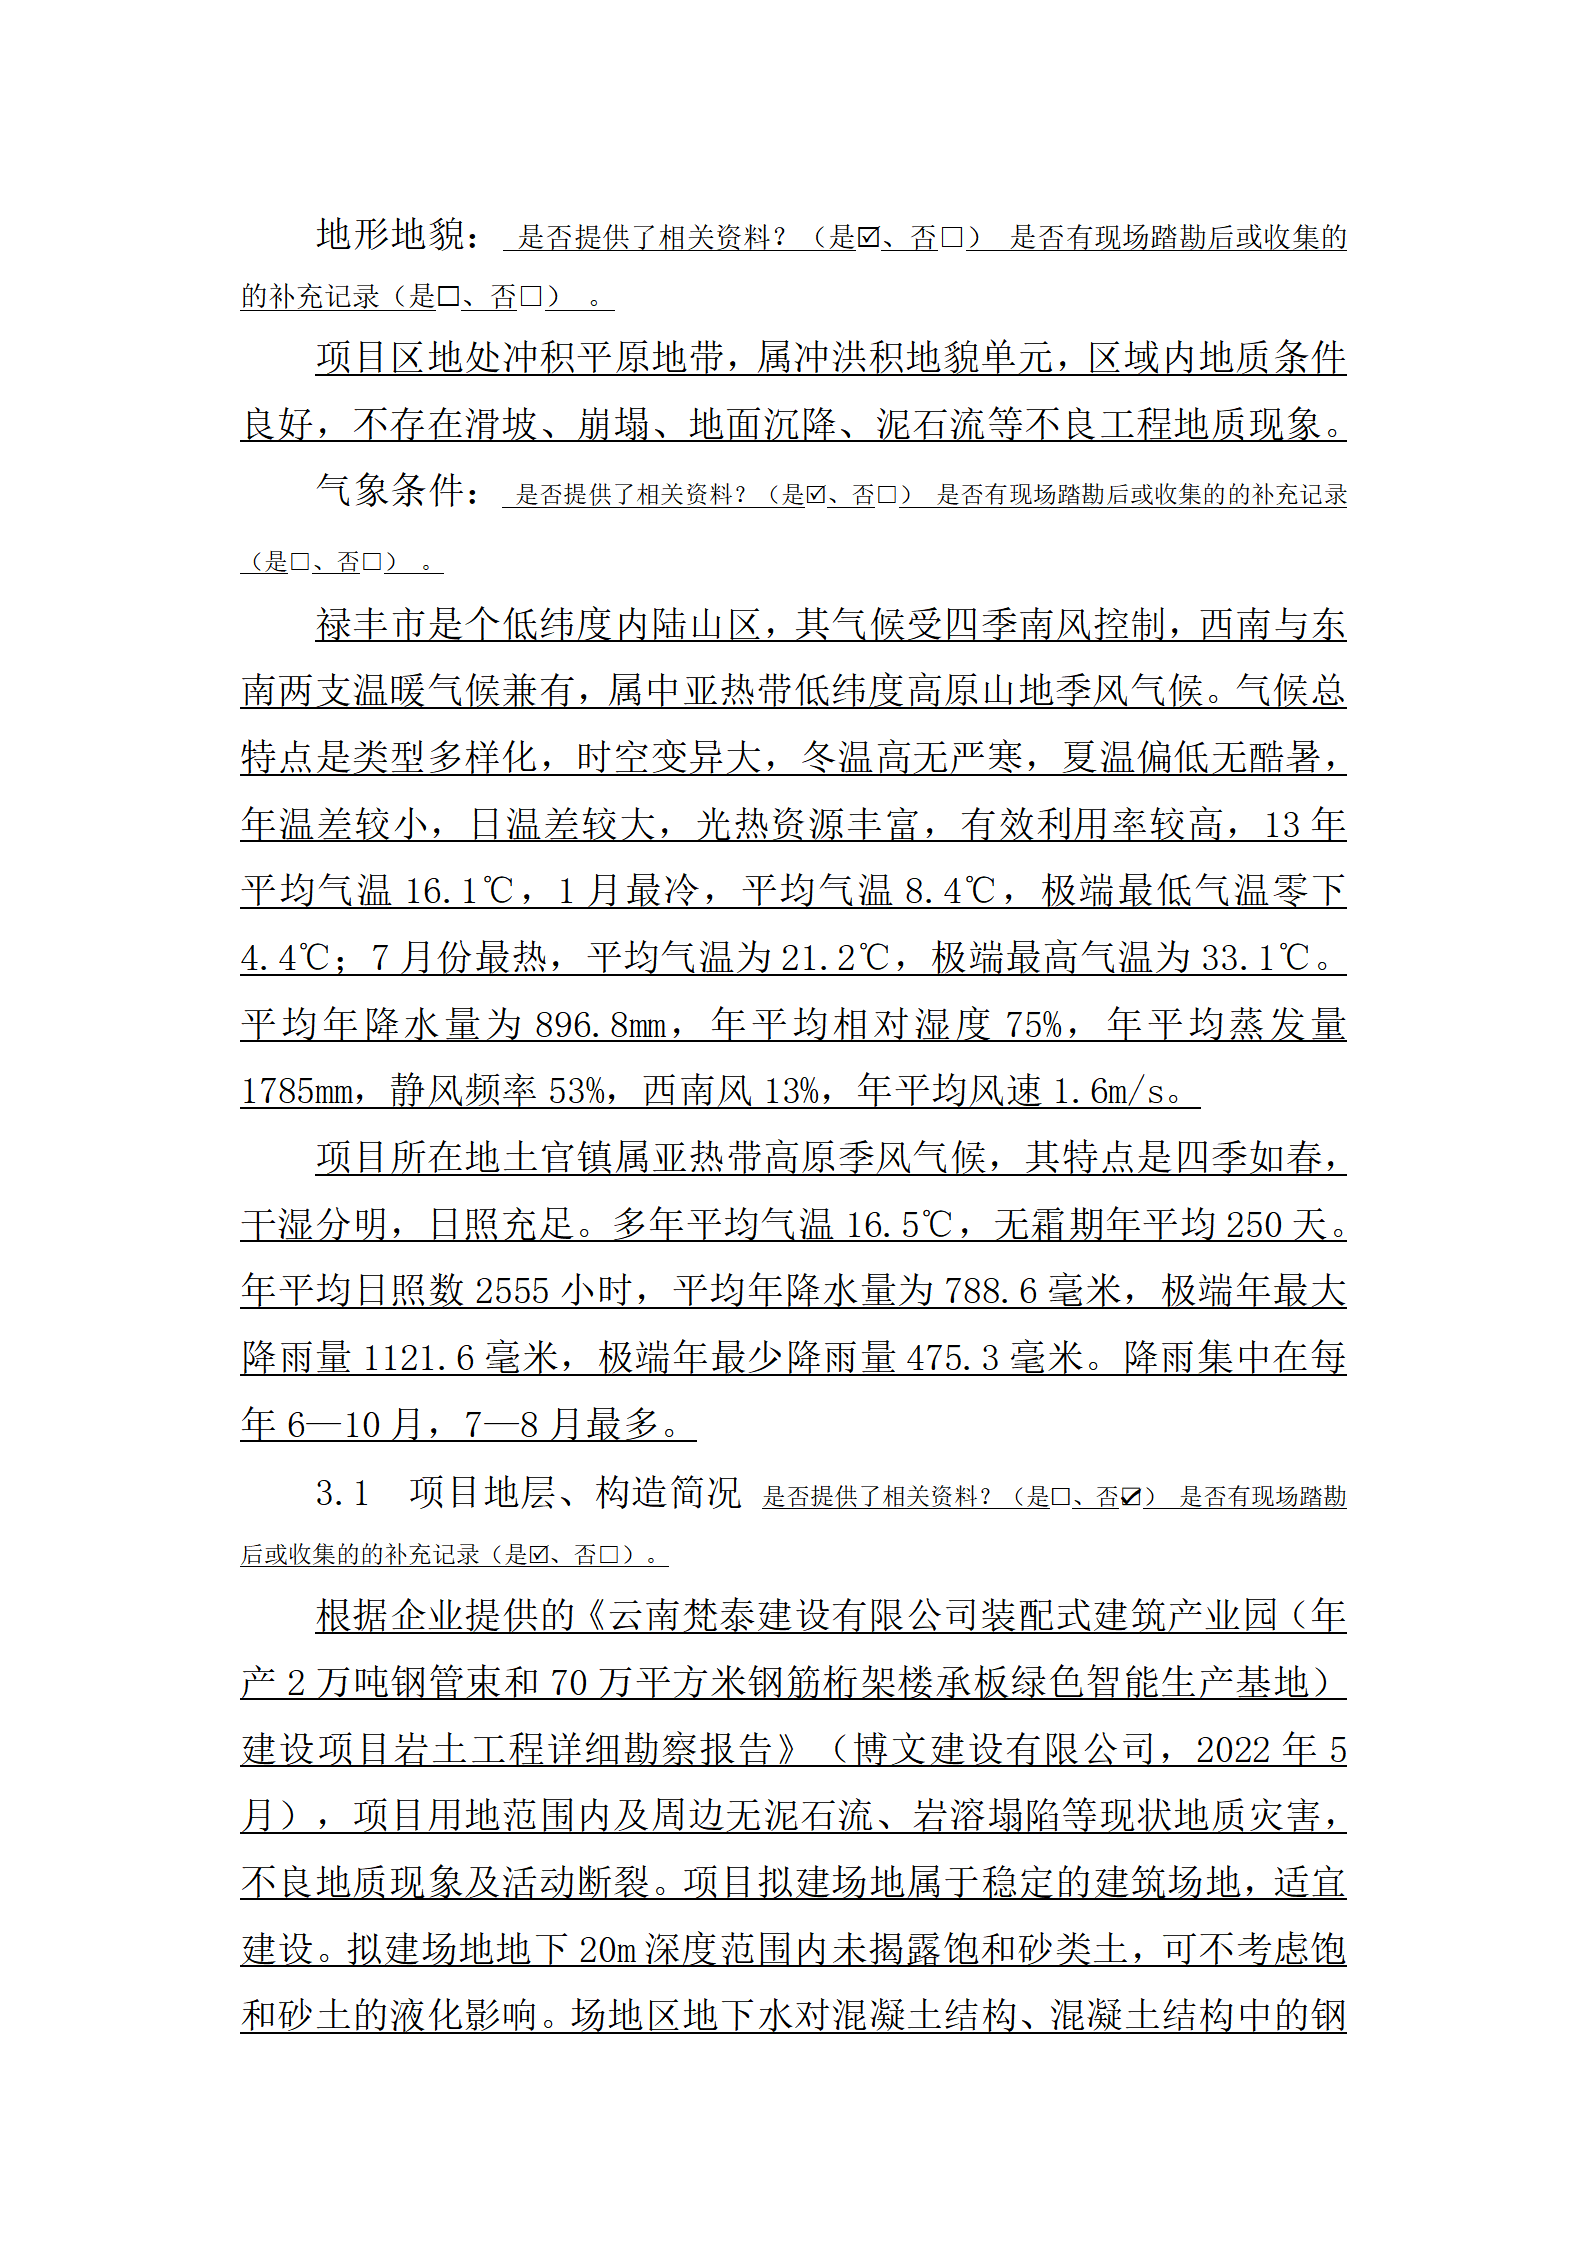 地形地貌： 是否提供了相关资料？（是☑、否□） 是否有现场踏勘后或收集的
的补充记录（是□、否□） 。
项目区地处冲积平原地带，属冲洪积地貌单元，区域内地质条件
良好，不存在滑坡、崩塌、地面沉降、泥石流等不良工程地质现象。
气象条件： 是否提供了相关资料？（是☑、否□） 是否有现场踏勘后或收集的的补充记录
（是□、否□） 。
禄丰市是个低纬度内陆山区，其气候受四季南风控制，西南与东
南两支温暖气候兼有，属中亚热带低纬度高原山地季风气候。气候总
特点是类型多样化，时空变异大，冬温高无严寒，夏温偏低无酷暑，
年温差较小，日温差较大，光热资源丰富，有效利用率较高，13 年
平均气温 16.1℃，1 月最冷，平均气温 8.4℃，极端最低气温零下
4.4℃；7 月份最热，平均气温为 21.2℃，极端最高气温为 33.1℃。
平均年降水量为 896.8mm，年平均相对湿度 75%，年平均蒸发量
1785mm，静风频率 53%，西南风 13%，年平均风速 1.6m/s。
项目所在地土官镇属亚热带高原季风气候，其特点是四季如春，
干湿分明，日照充足。多年平均气温 16.5℃，无霜期年平均 250 天。
年平均日照数 2555 小时，平均年降水量为 788.6 毫米，极端年最大
降雨量 1121.6 毫米，极端年最少降雨量 475.3 毫米。降雨集中在每
年 6—10 月，7—8 月最多。
3.1 项目地层、构造简况 是否提供了相关资料？（是□、否☑） 是否有现场踏勘
后或收集的的补充记录（是☑、否□）。
根据企业提供的《云南梵泰建设有限公司装配式建筑产业园（年
产 2 万吨钢管束和 70 万平方米钢筋桁架楼承板绿色智能生产基地）
建设项目岩土工程详细勘察报告》（博文建设有限公司，2022 年 5
月），项目用地范围内及周边无泥石流、岩溶塌陷等现状地质灾害，
不良地质现象及活动断裂。项目拟建场地属于稳定的建筑场地，适宜
建设。拟建场地地下 20m 深度范围内未揭露饱和砂类土，可不考虑饱
和砂土的液化影响。场地区地下水对混凝土结构、混凝土结构中的钢